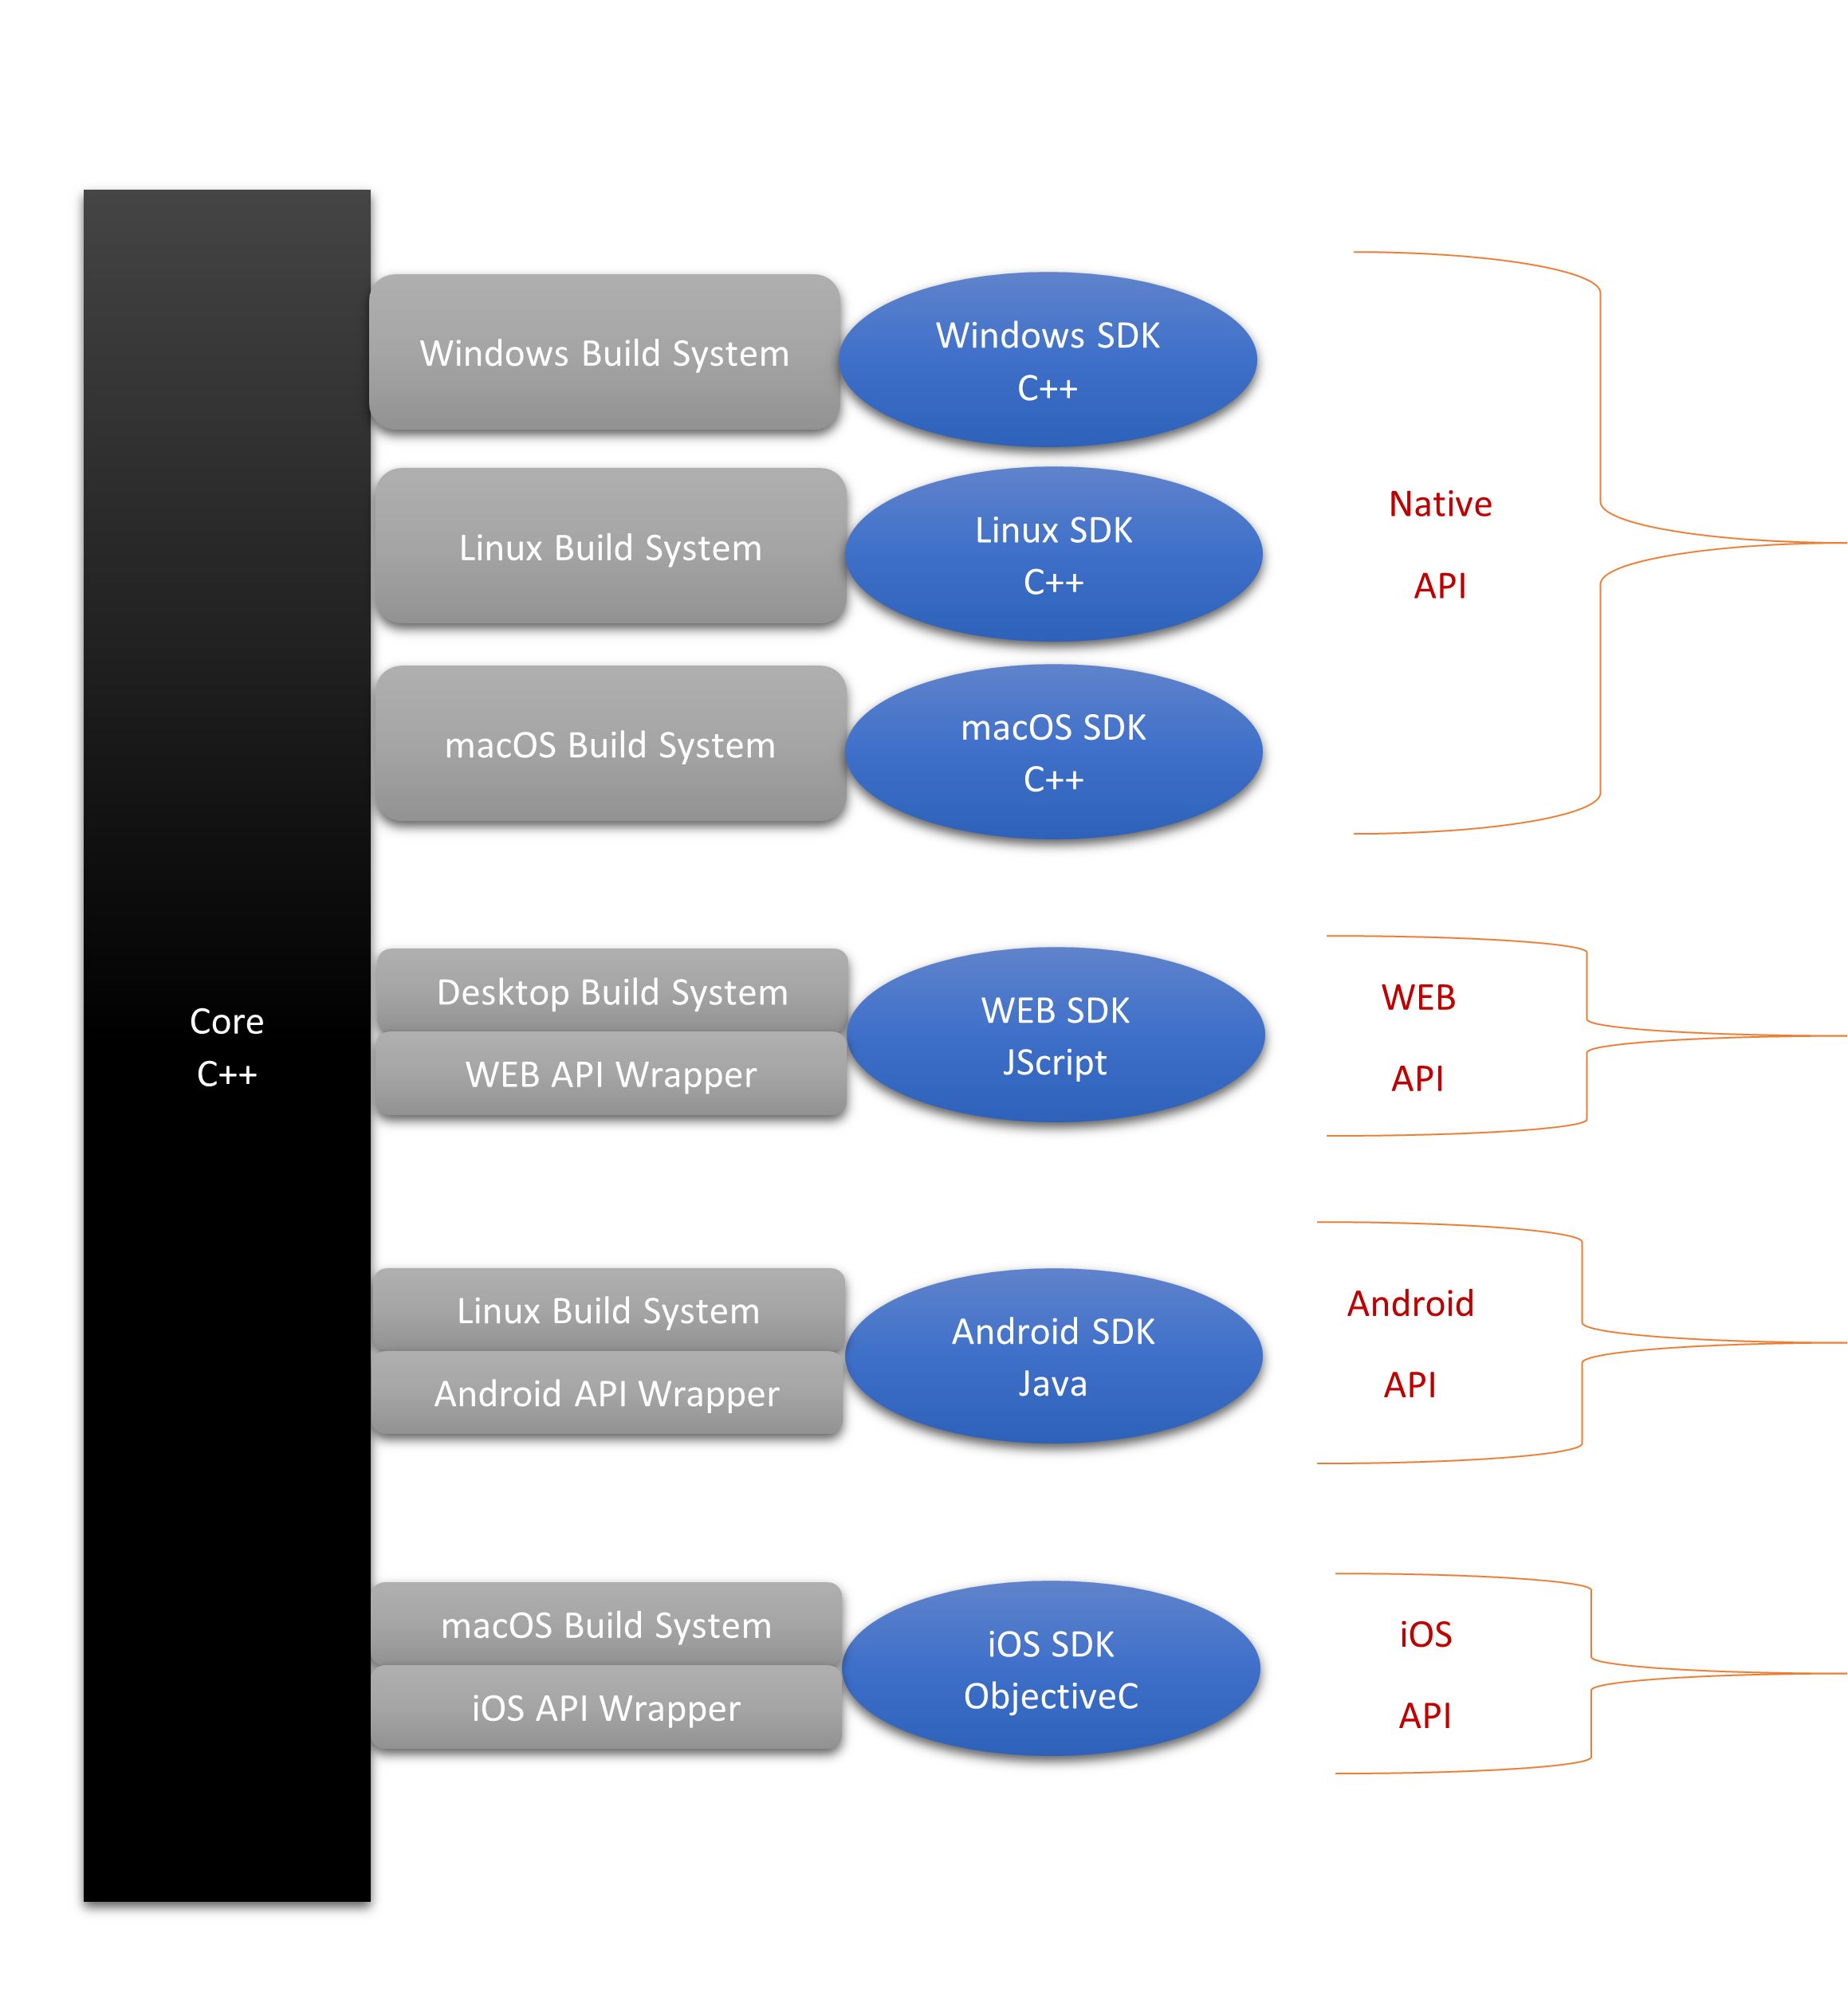 Windows Build System
Windows SDK
C++
Linux Build System
Linux SDK
C++
Native
API
macOS Build System
macOS SDK
C++
Core
C++
Desktop Build System
WEB API Wrapper
WEB SDK
JScript
WEB
API
Linux Build System
Android API Wrapper
Android SDK
Java
Android
API
macOS Build System
iOS API Wrapper
iOS SDK
ObjectiveC
iOS
API